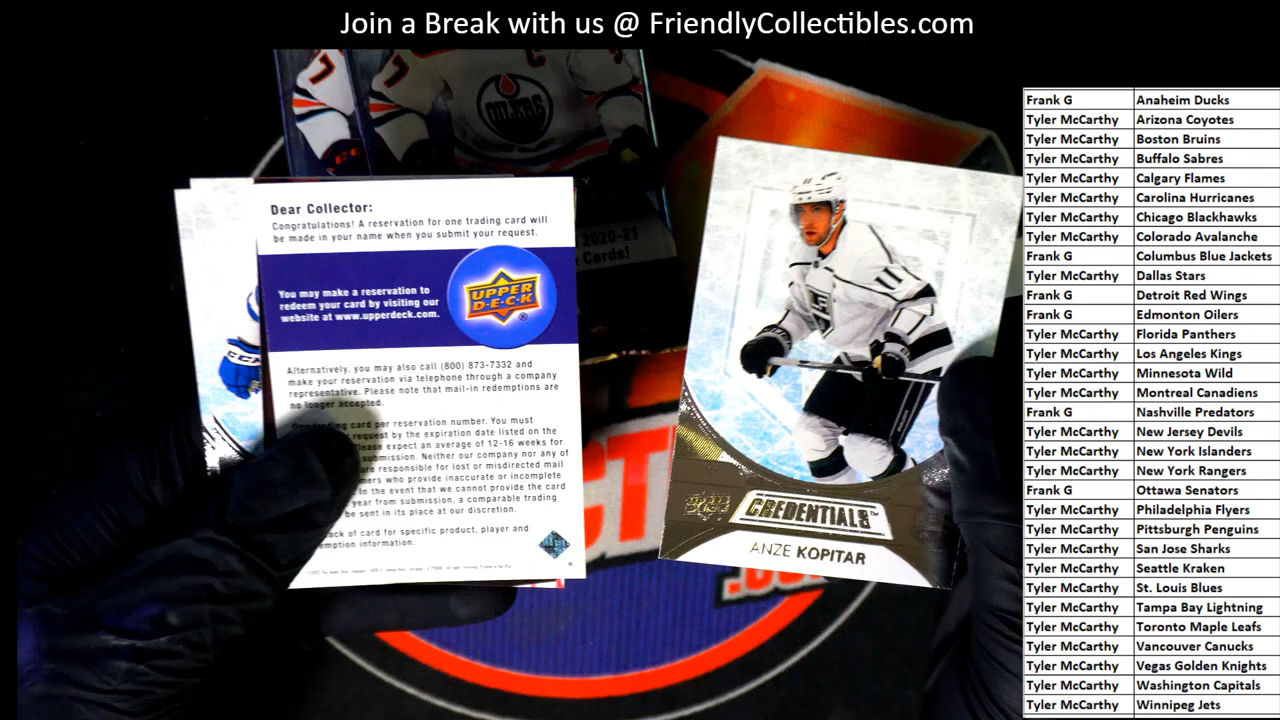 Join a Break with us @ FriendlyCollectibles.com
7
7
C
OILERS
2020-21
Cards!
Dear Collector:
Congratulations! A reservation for one trading card will
be made in your name when you submit your request.
You may make a reservation to
redeem your card by visiting our
website at www.upperdeck.com.
UPPER
D·E·C·K
®
Alternatively, you may also call (800) 873-7332 and
make your reservation via telephone through a company
representative. Please note that mail-in redemptions are
no longer accepted.
trading card per reservation number. You must
request by the expiration date listed on the
Please expect an average of 12-16 weeks for
submission. Neither our company nor any of
are responsible for lost or misdirected mail
who provide inaccurate or incomplete
In the event that we cannot provide the card
year from submission, a comparable trading
be sent in its place at our discretion.
of card for specific product, player and
information.
CCM
11
LA
UPPER DECK
CREDENTIALS™
ANZE KOPITAR
CT
.CO
Frank G Anaheim Ducks
Tyler McCarthy Arizona Coyotes
Tyler McCarthy Boston Bruins
Tyler McCarthy Buffalo Sabres
Tyler McCarthy Calgary Flames
Tyler McCarthy Carolina Hurricanes
Tyler McCarthy Chicago Blackhawks
Tyler McCarthy Colorado Avalanche
Frank G Columbus Blue Jackets
Tyler McCarthy Dallas Stars
Frank G Detroit Red Wings
Frank G Edmonton Oilers
Tyler McCarthy Florida Panthers
Tyler McCarthy Los Angeles Kings
Tyler McCarthy Minnesota Wild
Tyler McCarthy Montreal Canadiens
Frank G Nashville Predators
Tyler McCarthy New Jersey Devils
Tyler McCarthy New York Islanders
Tyler McCarthy New York Rangers
Frank G Ottawa Senators
Tyler McCarthy Philadelphia Flyers
Tyler McCarthy Pittsburgh Penguins
Tyler McCarthy San Jose Sharks
Tyler McCarthy Seattle Kraken
Tyler McCarthy St. Louis Blues
Tyler McCarthy Tampa Bay Lightning
Tyler McCarthy Toronto Maple Leafs
Tyler McCarthy Vancouver Canucks
Tyler McCarthy Vegas Golden Knights
Tyler McCarthy Washington Capitals
Tyler McCarthy Winnipeg Jets